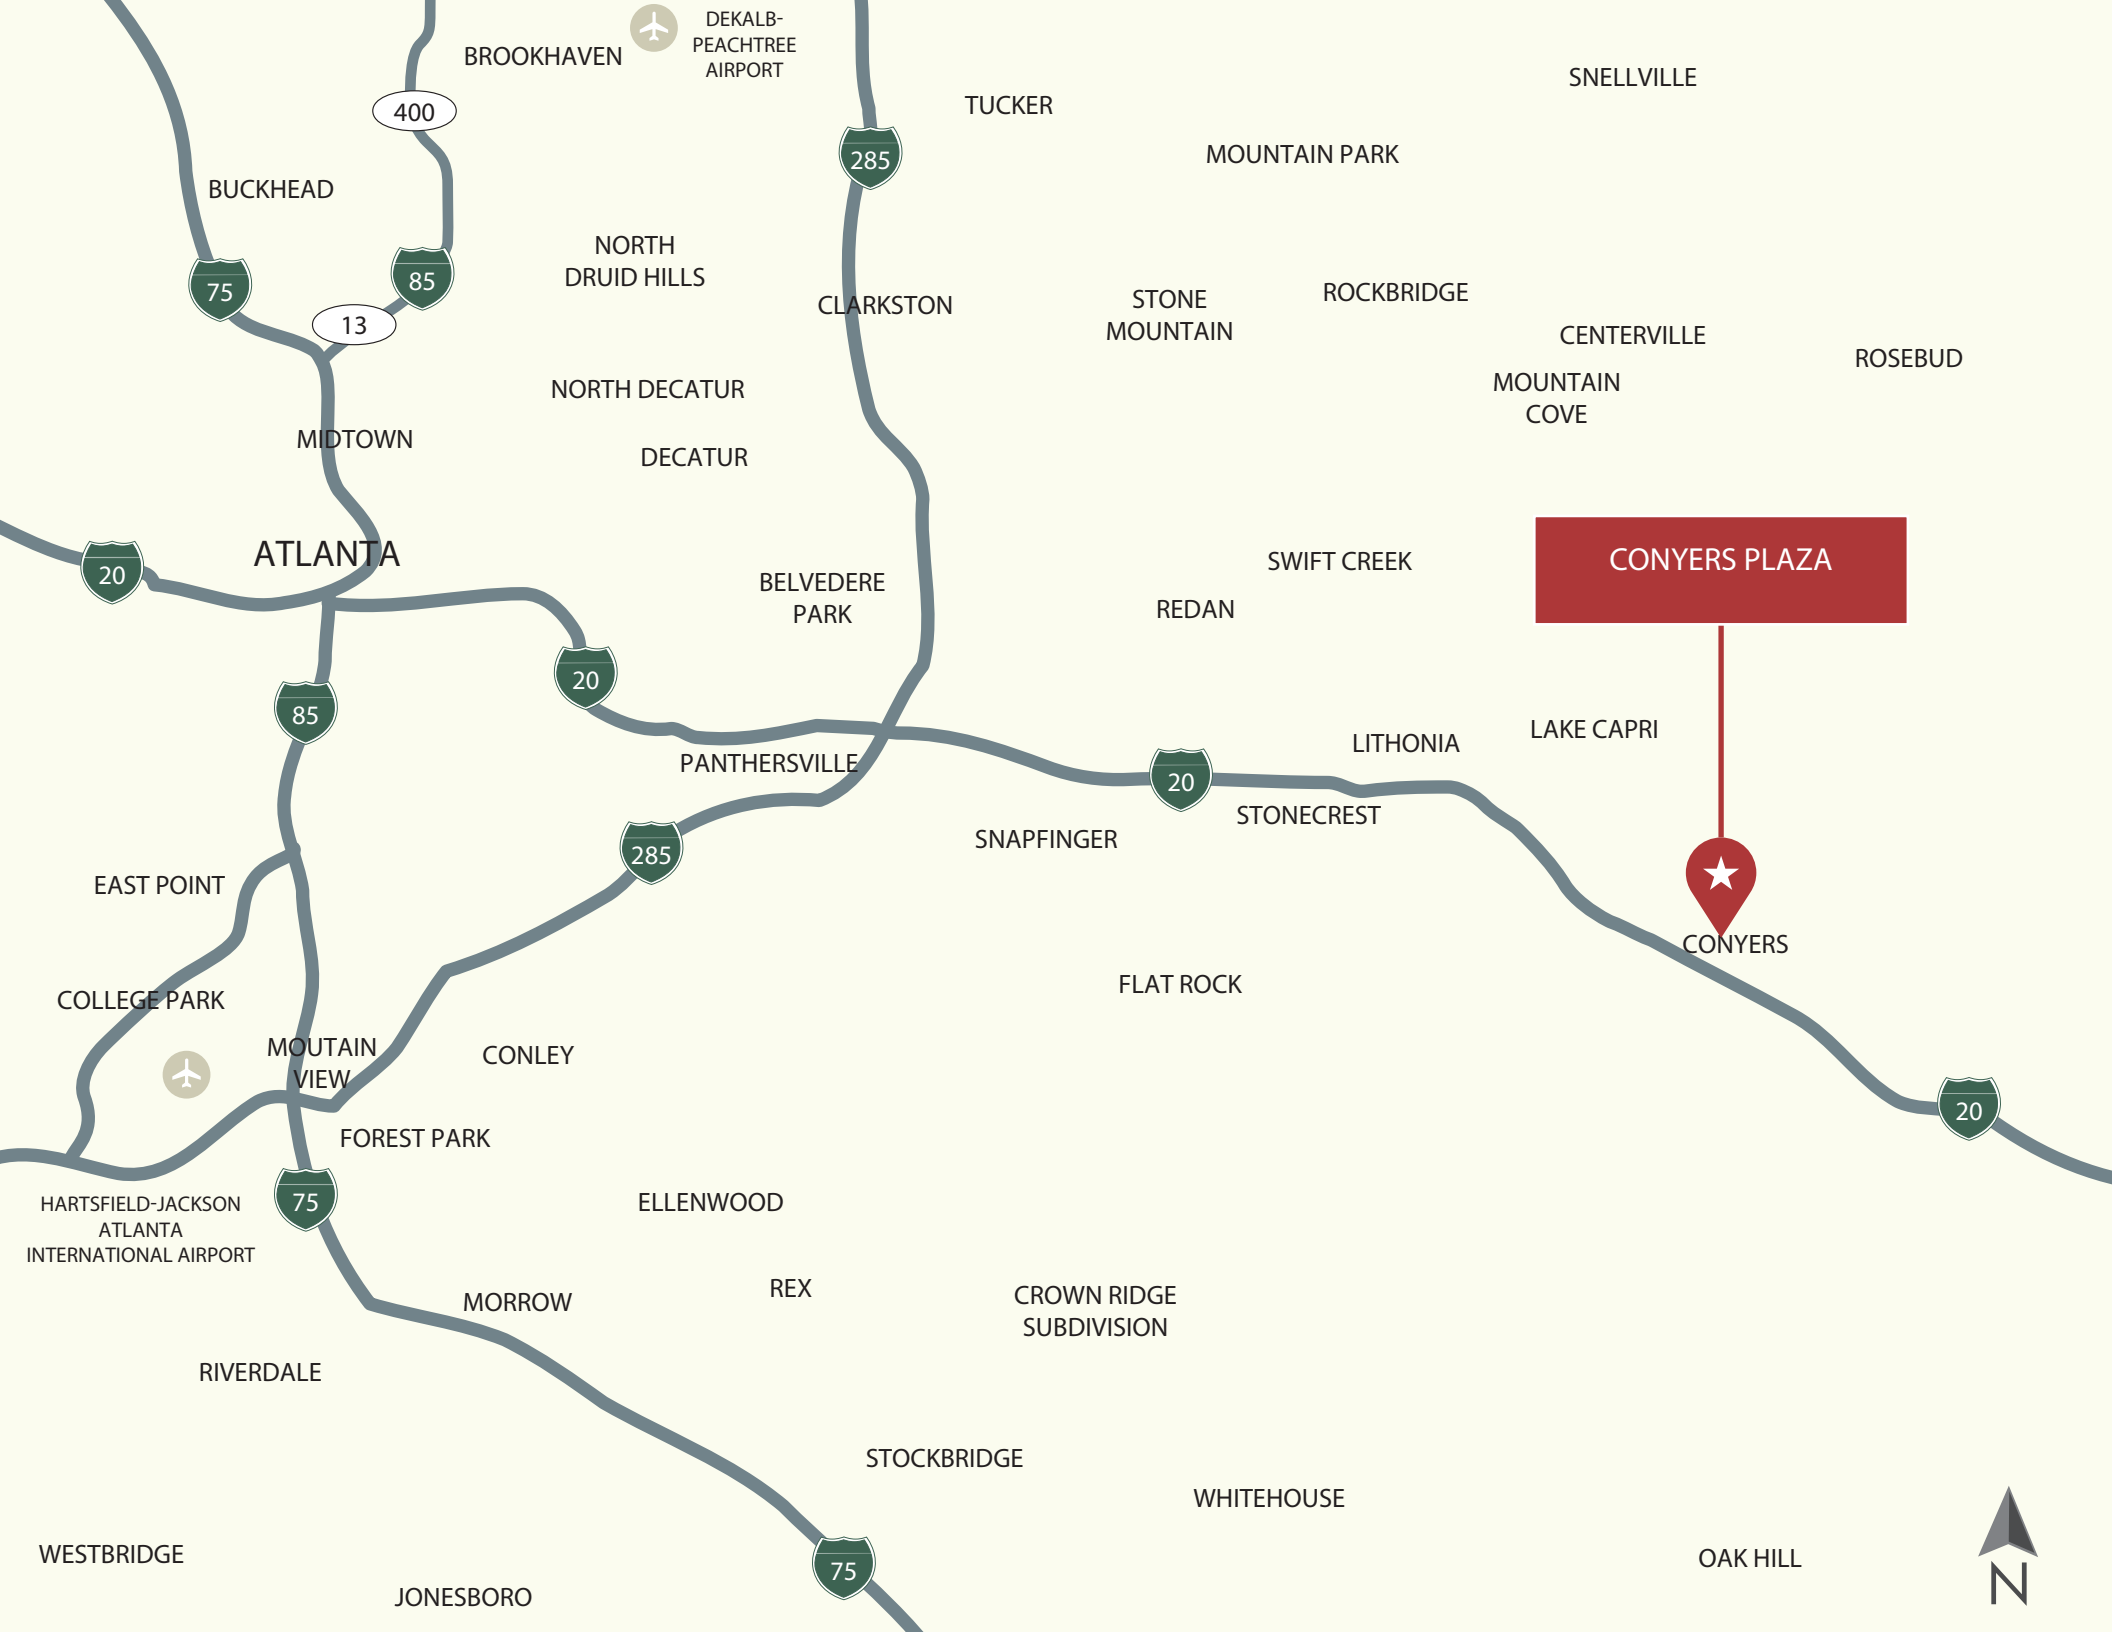 DEKALB-
PEACHTREE
AIRPORT
BROOKHAVEN
SNELLVILLE
TUCKER
400
285
MOUNTAIN PARK
BUCKHEAD
NORTH
DRUID HILLS
75
85
13
CLARKSTON
STONE
MOUNTAIN
ROCKBRIDGE
CENTERVILLE
ROSEBUD
MOUNTAIN
COVE
NORTH DECATUR
MIDTOWN
DECATUR
ATLANTA
20
SWIFT CREEK
CONYERS PLAZA
BELVEDERE
PARK
REDAN
20
85
LAKE CAPRI
LITHONIA
PANTHERSVILLE
20
STONECREST
SNAPFINGER
285
EAST POINT
CONYERS
FLAT ROCK
COLLEGE PARK
MOUTAIN
VIEW
CONLEY
20
FOREST PARK
HARTSFIELD-JACKSON
ATLANTA
INTERNATIONAL AIRPORT
75
ELLENWOOD
MORROW
REX
CROWN RIDGE
SUBDIVISION
RIVERDALE
STOCKBRIDGE
WHITEHOUSE
WESTBRIDGE
75
OAK HILL
JONESBORO
N